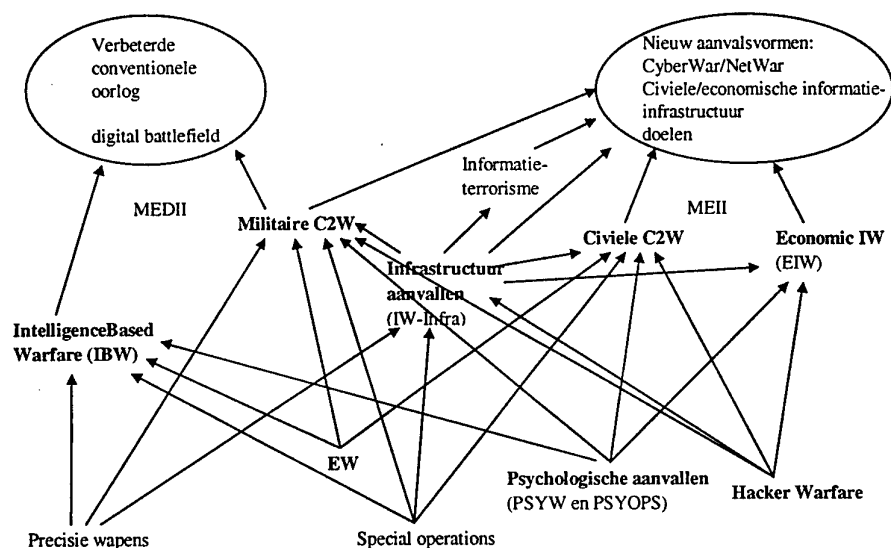 Verbeterde
conventionele
oorlog
digital battlefield
Nieuw aanvalsvormen:
CyberWar/NetWar
Civiele/economische informatie-
infrastructuur
doelen
Informatie-
terrorisme
MEDII
MEII
Militaire C2W
Civiele C2W
Economic IW
(EIW)
Infrastructuur
aanvallen
(IW-Infra)
IntelligenceBased
Warfare (IBW)
EW
Psychologische aanvallen
(PSYW en PSYOPS)
Hacker Warfare
Precisie wapens
Special operations